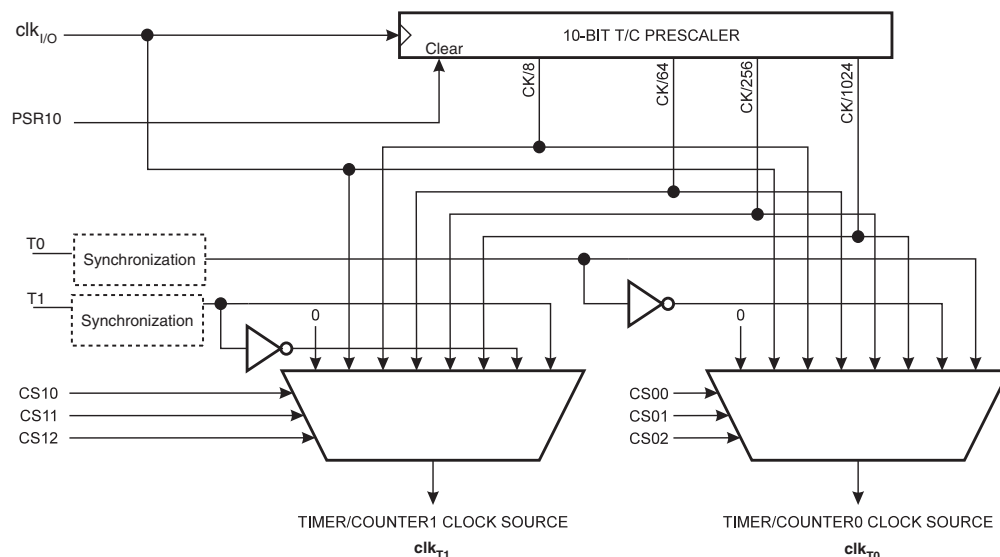 clkI/O
10-BIT T/C PRESCALER
Clear
PSR10
CK/8
CK/64
CK/256
CK/1024
T0
Synchronization
T1
Synchronization
0
0
CS10
CS11
CS12
CS00
CS01
CS02
TIMER/COUNTER1 CLOCK SOURCE
clkT1
TIMER/COUNTER0 CLOCK SOURCE
clkT0